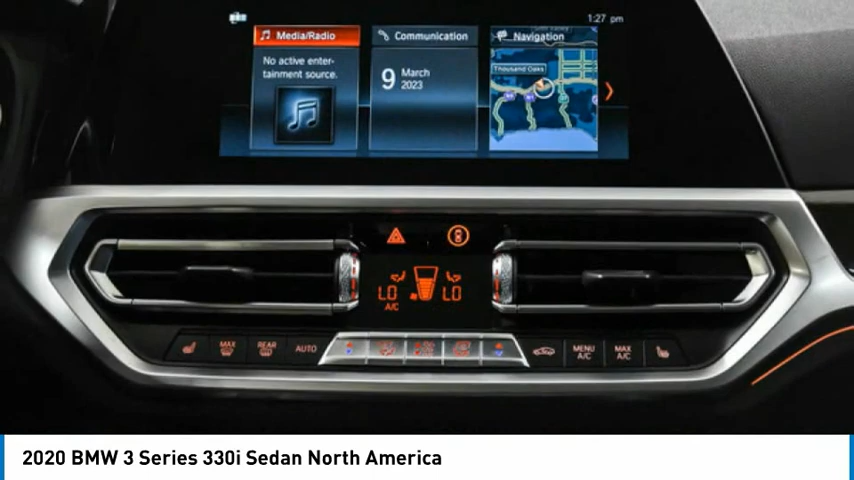 1:27 pm
Media/Radio
Communication
Navigation
No active enter-
tainment source.
9
March
2023
Thousand Oaks
LO
LO
A/C
MAX
REAR
AUTO
MENU
A/C
MAX
A/C
2020 BMW 3 Series 330i Sedan North America